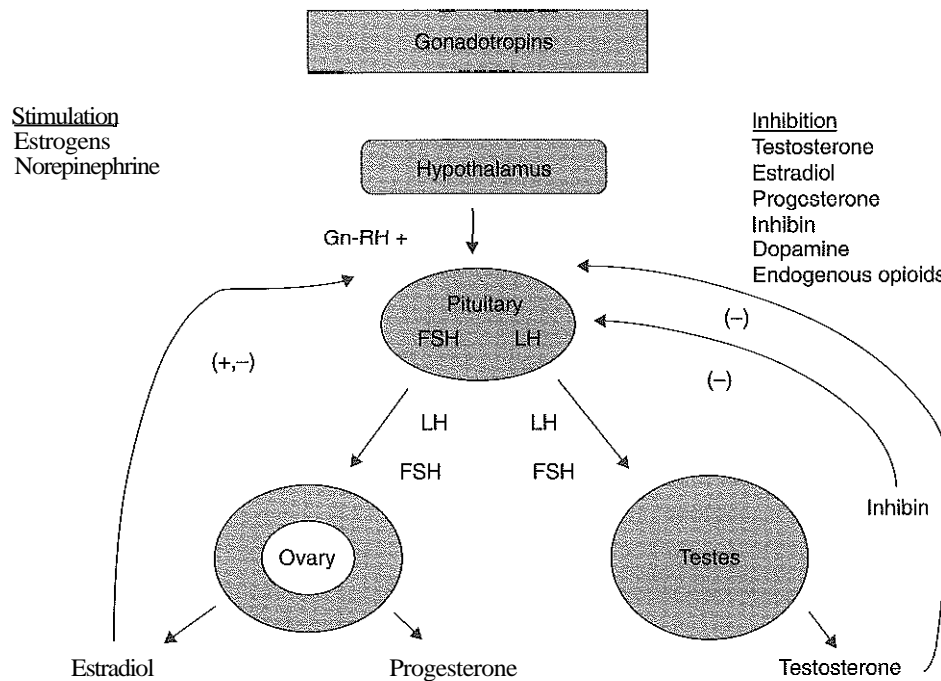 Gonadotropins
Stimulation
Estrogens
Norepinephrine
Inhibition
Testosterone
Estradiol
Progesterone
Inhibin
Dopamine
Endogenous opioids
Hypothalamus
Gn-RH +
Pituitary
FSH LH
(+,–)
(–)
(–)
LH LH
FSH FSH
Inhibin
Ovary
Testes
Estradiol
Progesterone
Testosterone